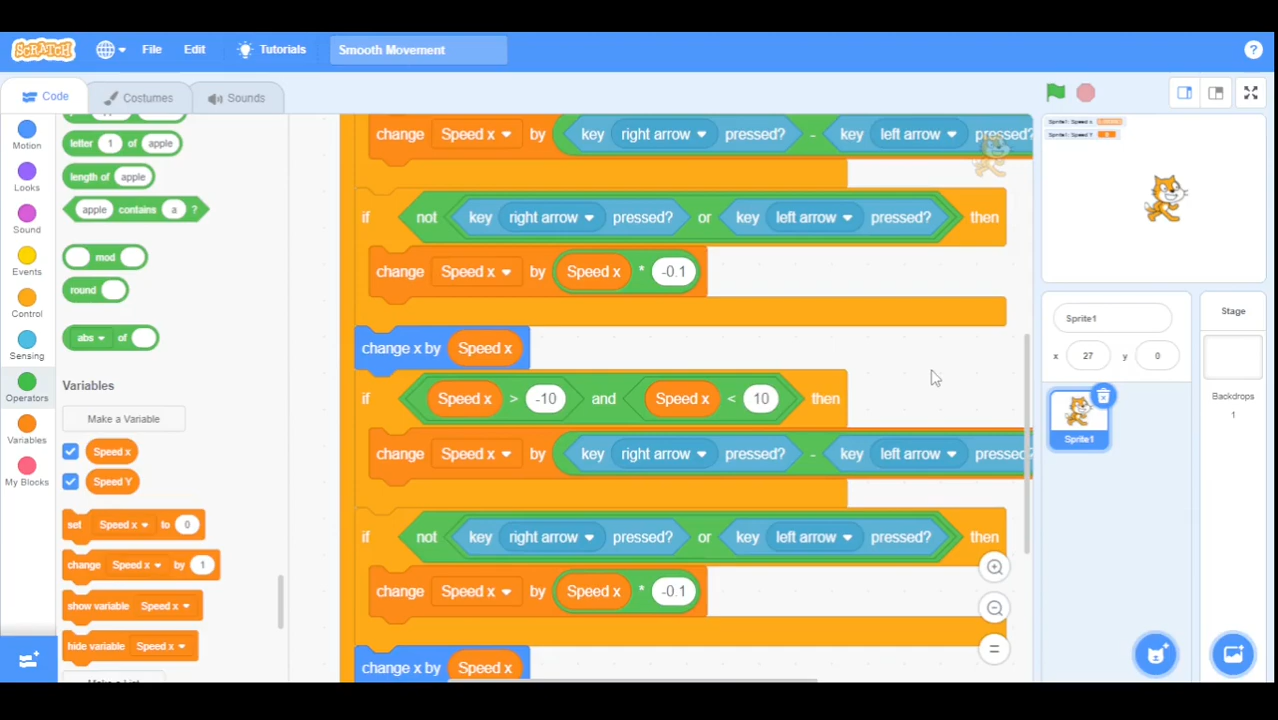 SCRATCH File Edit Tutorials Smooth Movement ?
Code Costumes Sounds
Motion
Looks
Sound
Events
Control
Sensing
Operators
Variables
My Blocks
letter 1 of apple
length of apple
apple contains a ?
mod
round
abs of
Variables
Make a Variable
Speed x
Speed Y
set Speed x to 0
change Speed x by 1
show variable Speed x
hide variable Speed x
change Speed x by key right arrow pressed? - key left arrow pressed?
if not key right arrow pressed? or key left arrow pressed? then
change Speed x by Speed x * -0.1
change x by Speed x
if Speed x > -10 and Speed x < 10 then
change Speed x by key right arrow pressed? - key left arrow pressed?
if not key right arrow pressed? or key left arrow pressed? then
change Speed x by Speed x * -0.1
change x by Speed x
Sprite1: Speed x
Sprite1: Speed Y
Sprite1
x 27 y 0
Sprite1
Stage
Backdrops
1